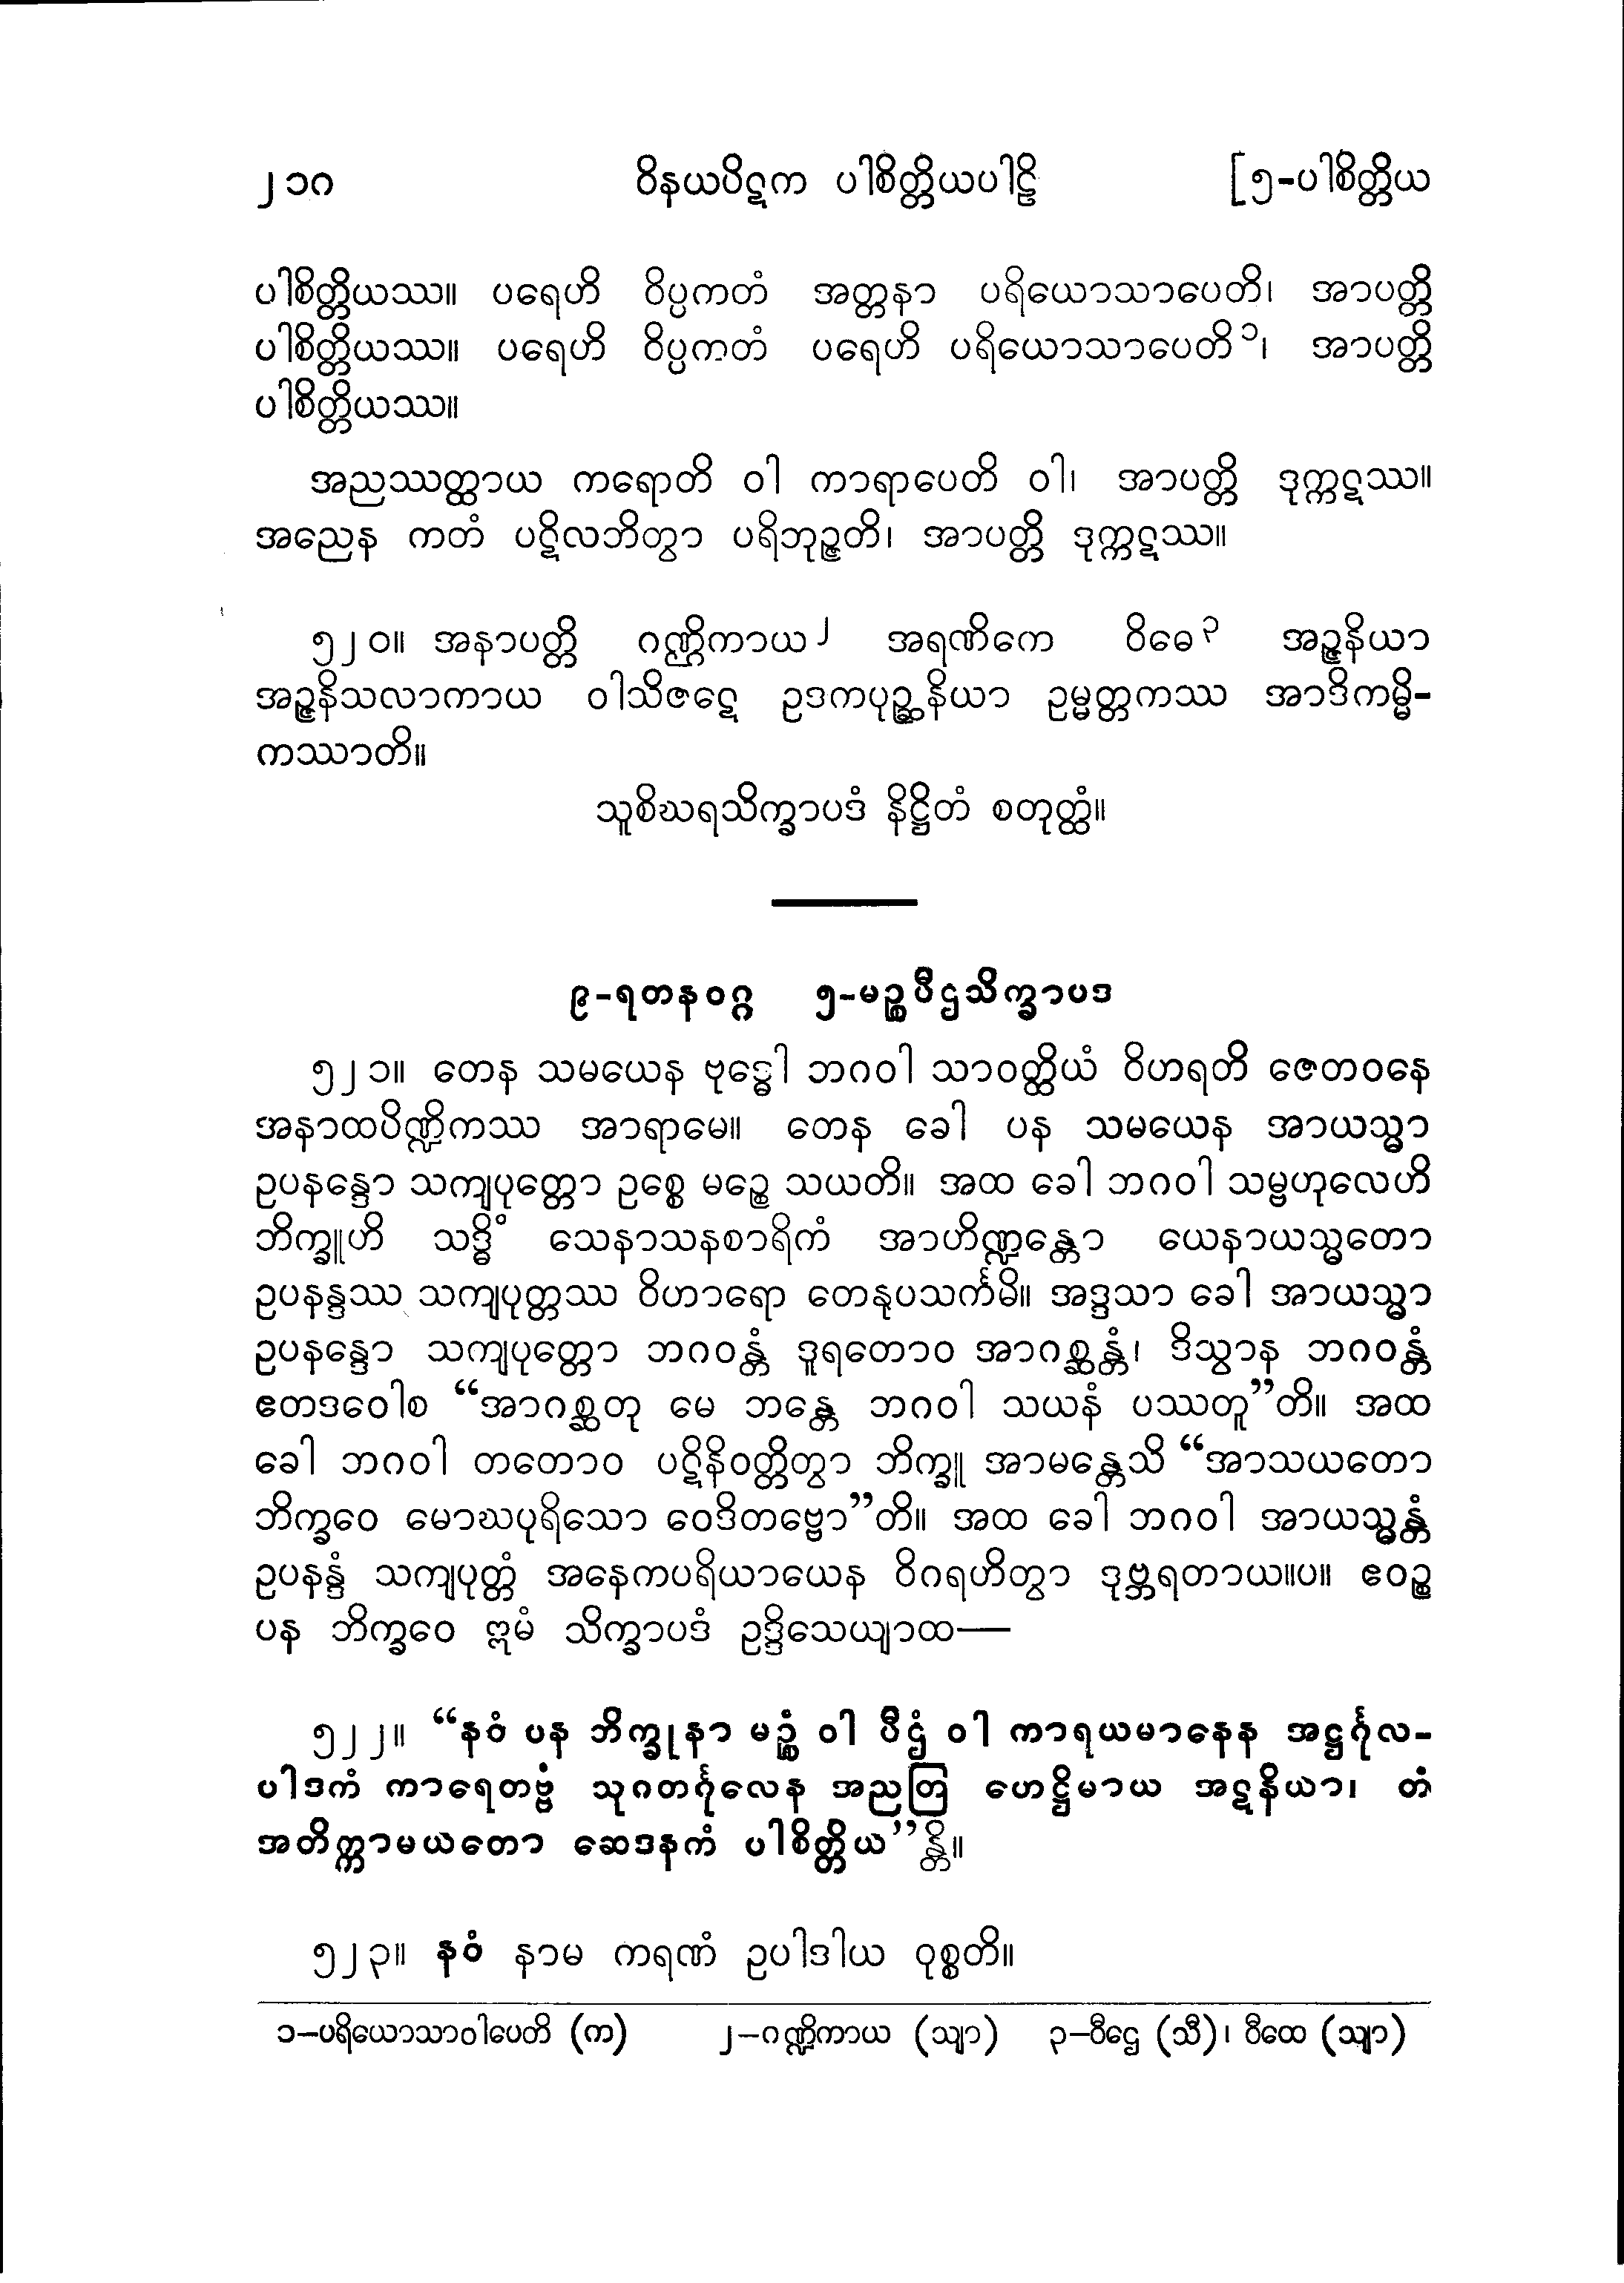 ၂၁၈ ဝိနယပိဋက ပါစိတ္တိယပါဠိ [၅-ပါစိတ္တိယ
ပါစိတ္တိယဿ။ ပရေဟိ ဝိပ္ပကတံ အတ္တနာ ပရိယောသာပေတိ၊ အာပတ္တိ
ပါစိတ္တိယဿ။ ပရေဟိ ဝိပ္ပကတံ ပရေဟိ ပရိယောသာပေတိ၁၊ အာပတ္တိ
ပါစိတ္တိယဿ။
အညဿတ္ထာယ ကရောတိ ဝါ ကာရာပေတိ ဝါ၊ အာပတ္တိ ဒုက္ကဋဿ။
အညေန ကတံ ပဋိလဘိတွာ ပရိဘုဉ္ဇတိ၊ အာပတ္တိ ဒုက္ကဋဿ။
၅၂၀။ အနာပတ္တိ ဂဏ္ဌိကာယ၂ အရဏိကေ ဝိဓေ၃ အဉ္ဇနိယာ
အဉ္ဇနိသလာကာယ ဝါသိဇဋေ ဥဒကပုဉ္ဆနိယာ ဥမ္မတ္တကဿ အာဒိကမ္မိ-
ကဿာတိ။
သူစိဃရသိက္ခာပဒံ နိဋ္ဌိတံ စတုတ္ထံ။
၉-ရတနဝဂ္ဂ ၅-မဉ္စပီဌသိက္ခာပဒ
၅၂၁။ တေန သမယေန ဗုဒ္ဓေါ ဘဂဝါ သာဝတ္ထိယံ ဝိဟရတိ ဇေတဝနေ
အနာထပိဏ္ဍိကဿ အာရာမေ။ တေန ခေါ ပန သမယေန အာယသ္မာ
ဥပနန္ဒော သကျပုတ္တော ဥစ္စေ မဉ္စေ သယတိ။ အထ ခေါ ဘဂဝါ သမ္ဗဟုလေဟိ
ဘိက္ခူဟိ သဒ္ဓိံ သေနာသနစာရိကံ အာဟိဏ္ဍန္တော ယေနာယသ္မတော
ဥပနန္ဒဿ သကျပုတ္တဿ ဝိဟာရော တေနုပသင်္ကမိ။ အဒ္ဒသာ ခေါ အာယသ္မာ
ဥပနန္ဒော သကျပုတ္တော ဘဂဝန္တံ ဒူရတောဝ အာဂစ္ဆန္တံ၊ ဒိသွာန ဘဂဝန္တံ
ဧတဒဝေါစ “အာဂစ္ဆတု မေ ဘန္တေ ဘဂဝါ သယနံ ပဿတူ”တိ။ အထ
ခေါ ဘဂဝါ တတောဝ ပဋိနိဝတ္တိတွာ ဘိက္ခူ အာမန္တေသိ “အာသယတော
ဘိက္ခဝေ မောဃပုရိသော ဝေဒိတဗ္ဗော”တိ။ အထ ခေါ ဘဂဝါ အာယသ္မန္တံ
ဥပနန္ဒံ သကျပုတ္တံ အနေကပရိယာယေန ဝိဂရဟိတွာ ဒုဗ္ဘရတာယ။ပ။ ဧဝဉ္စ
ပန ဘိက္ခဝေ ဣမံ သိက္ခာပဒံ ဥဒ္ဒိသေယျာထ—
၅၂၂။ “နဝံ ပန ဘိက္ခုနာ မဉ္စံ ဝါ ပီဌံ ဝါ ကာရယမာနေန အဋ္ဌင်္ဂုလ-
ပါဒကံ ကာရေတဗ္ဗံ သုဂတင်္ဂုလေန အညတြ ဟေဋ္ဌိမာယ အဋနိယာ၊ တံ
အတိက္ကာမယတော ဆေဒနကံ ပါစိတ္တိယ”န္တိ။
၅၂၃။ နဝံ နာမ ကရဏံ ဥပါဒါယ ဝုစ္စတိ။
၁–ပရိယောသာဝါပေတိ (က) ၂–ဂဏ္ဍိကာယ (သျာ) ၃–ဝီဌေ (သီ)၊ ဝီထေ (သျာ)